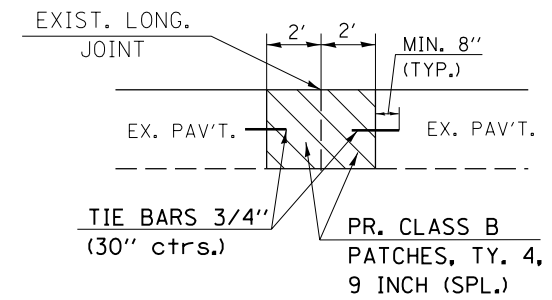 EXIST. LONG.
JOINT
2' 2'
MIN. 8"
(TYP.)
EX. PAV'T.
EX. PAV'T.
TIE BARS 3/4"
(30" ctrs.)
PR. CLASS B
PATCHES, TY. 4,
9 INCH (SPL.)